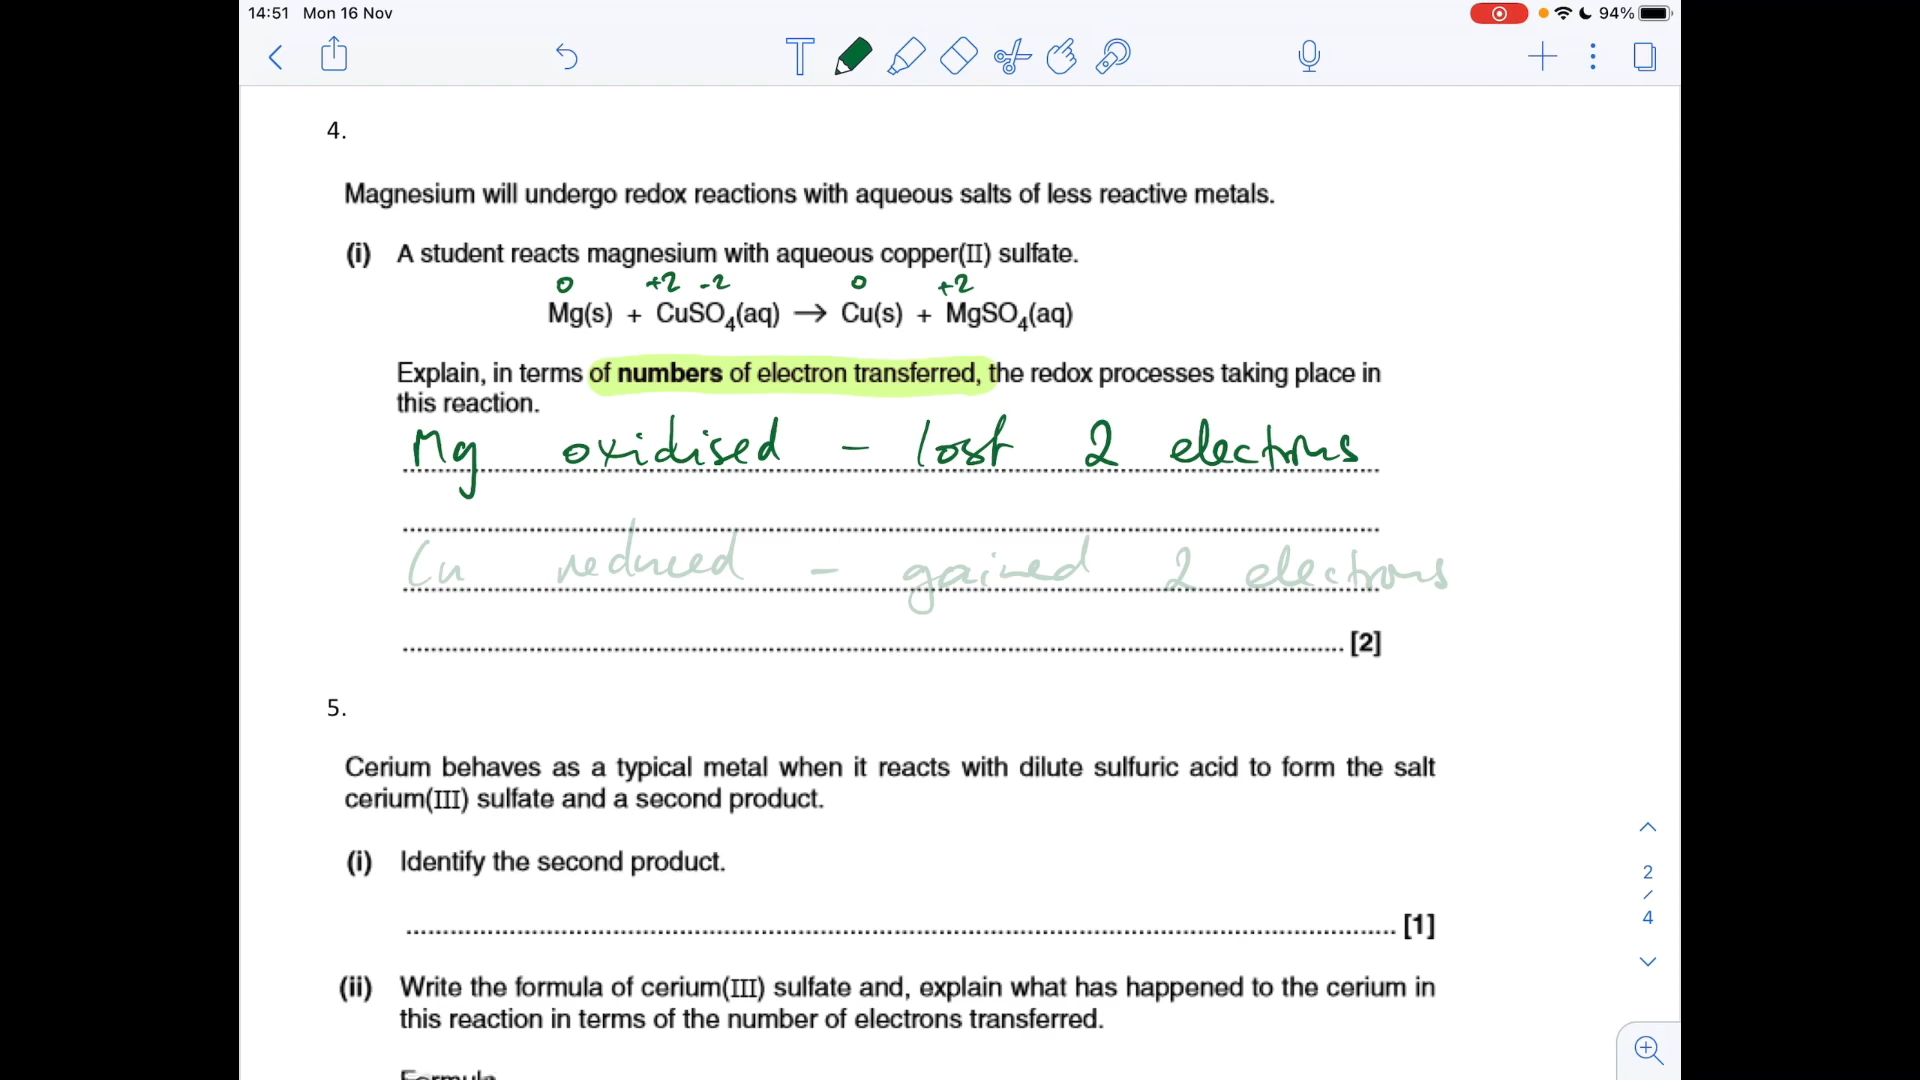 14:51 Mon 16 Nov
94%
4.
Magnesium will undergo redox reactions with aqueous salts of less reactive metals.
(i) A student reacts magnesium with aqueous copper(II) sulfate.
0 +2 -2 0 +2
Mg(s) + CuSO₄(aq) → Cu(s) + MgSO₄(aq)
Explain, in terms of numbers of electron transferred, the redox processes taking place in
this reaction.
Mg oxidised - lost 2 electrons
Cu reduced - gained 2 electrons
[2]
5.
Cerium behaves as a typical metal when it reacts with dilute sulfuric acid to form the salt
cerium(III) sulfate and a second product.
(i) Identify the second product.
[1]
(ii) Write the formula of cerium(III) sulfate and, explain what has happened to the cerium in
this reaction in terms of the number of electrons transferred.
Formula
2
/
4